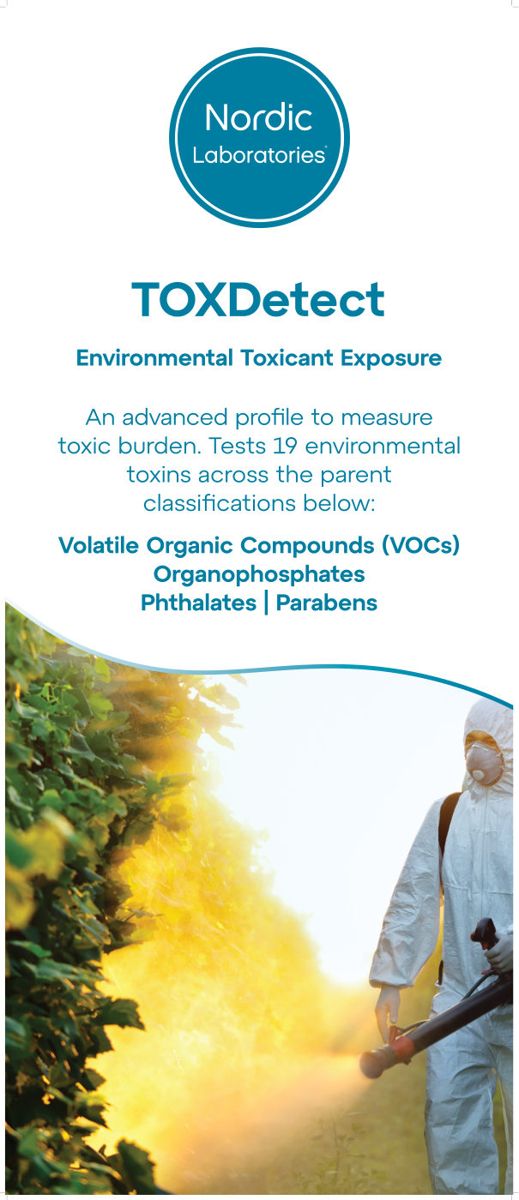 Nordic
Laboratories
TOXDetect
Environmental Toxicant Exposure
An advanced profile to measure
toxic burden. Tests 19 environmental
toxins across the parent
classifications below:
Volatile Organic Compounds (VOCs)
Organophosphates
Phthalates | Parabens